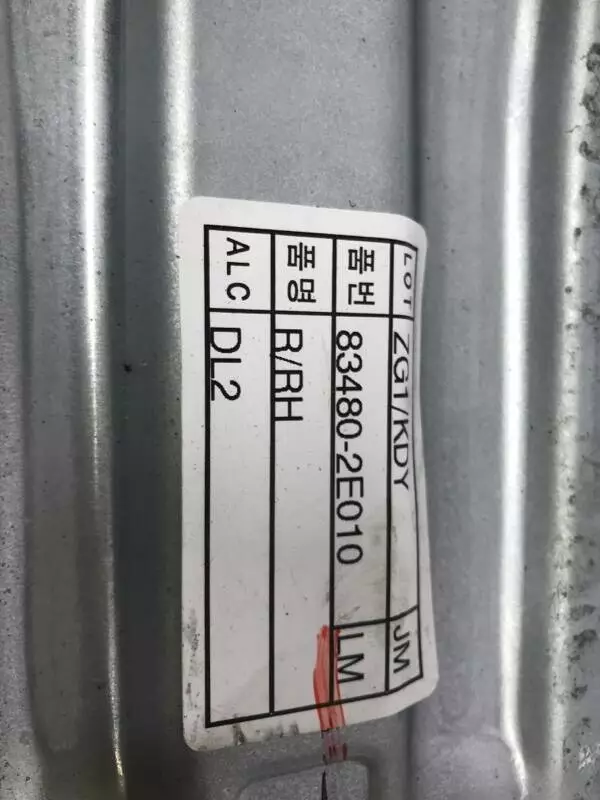 LOT ZG1/KDY JM
품번 83480-2E010 LM
품명 R/RH
ALC DL2